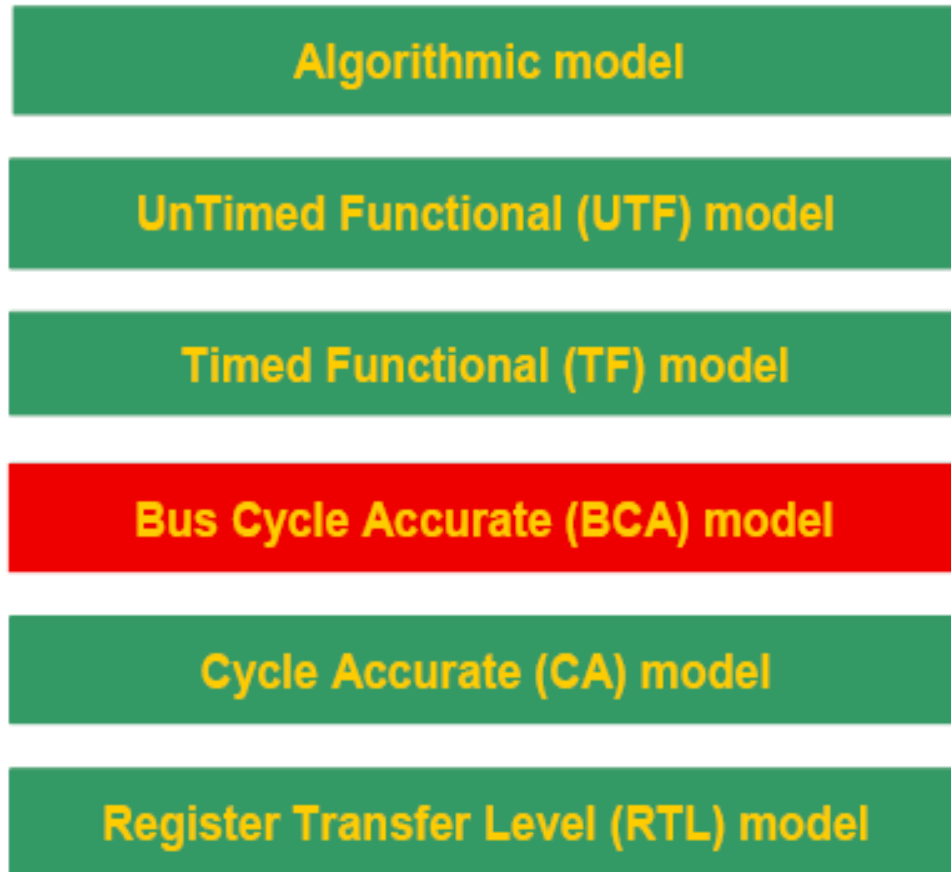 Algorithmic model
UnTimed Functional (UTF) model
Timed Functional (TF) model
Bus Cycle Accurate (BCA) model
Cycle Accurate (CA) model
Register Transfer Level (RTL) model